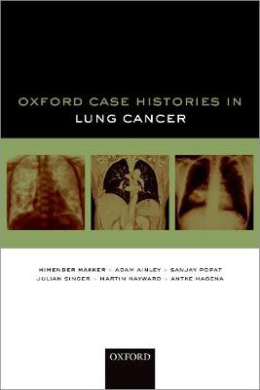 OXFORD CASE HISTORIES IN
LUNG CANCER
HIMENDER MAKKER • ADAM AINLEY • SANJAY POPAT
JULIAN SINGER • MARTIN HAYWARD • ANTKE HAGENA
OXFORD